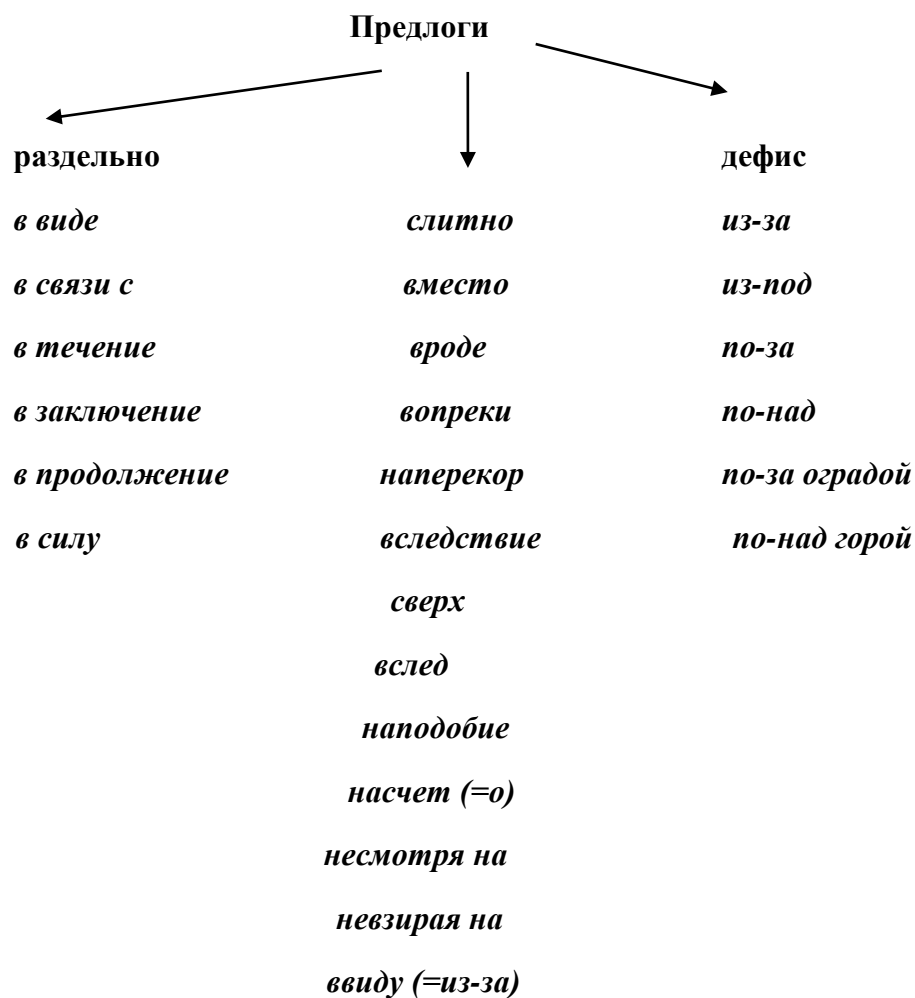 Предлоги
раздельно дефис
в виде слитно из-за
в связи с вместо из-под
в течение вроде по-за
в заключение вопреки по-над
в продолжение наперекор по-за оградой
в силу вследствие по-над горой
сверх
вслед
наподобие
насчет (=о)
несмотря на
невзирая на
ввиду (=из-за)